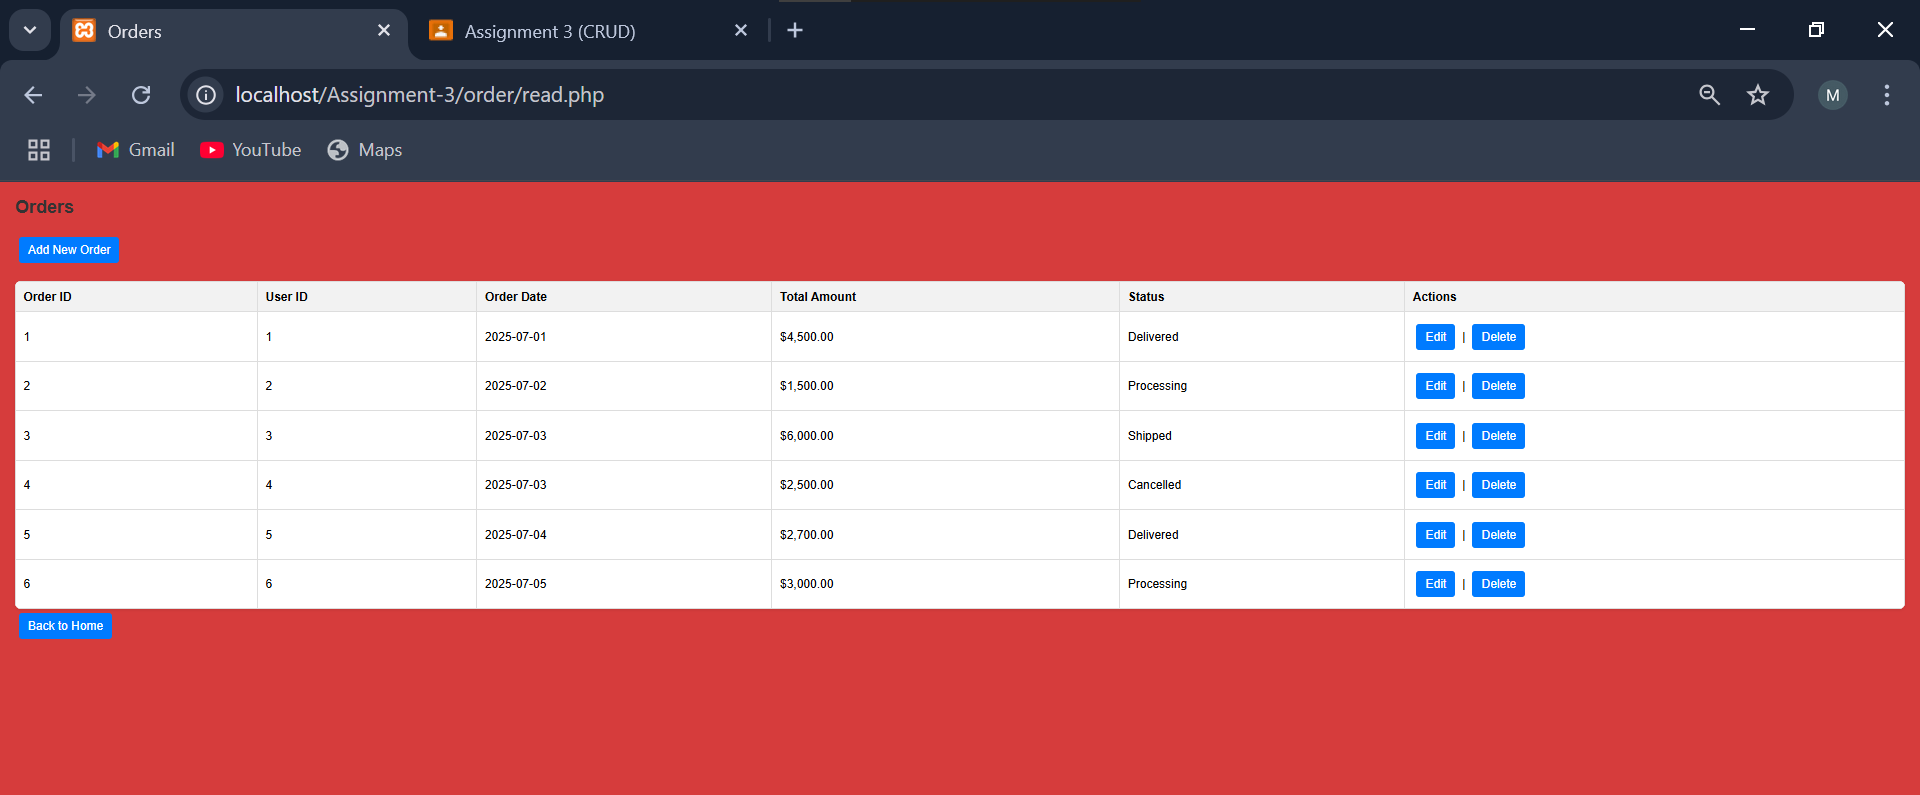 Orders
Assignment 3 (CRUD)
localhost/Assignment-3/order/read.php
M
Gmail
YouTube
Maps
Orders
Add New Order
Order ID User ID Order Date Total Amount Status Actions
1 1 2025-07-01 $4,500.00 Delivered Edit | Delete
2 2 2025-07-02 $1,500.00 Processing Edit | Delete
3 3 2025-07-03 $6,000.00 Shipped Edit | Delete
4 4 2025-07-03 $2,500.00 Cancelled Edit | Delete
5 5 2025-07-04 $2,700.00 Delivered Edit | Delete
6 6 2025-07-05 $3,000.00 Processing Edit | Delete
Back to Home